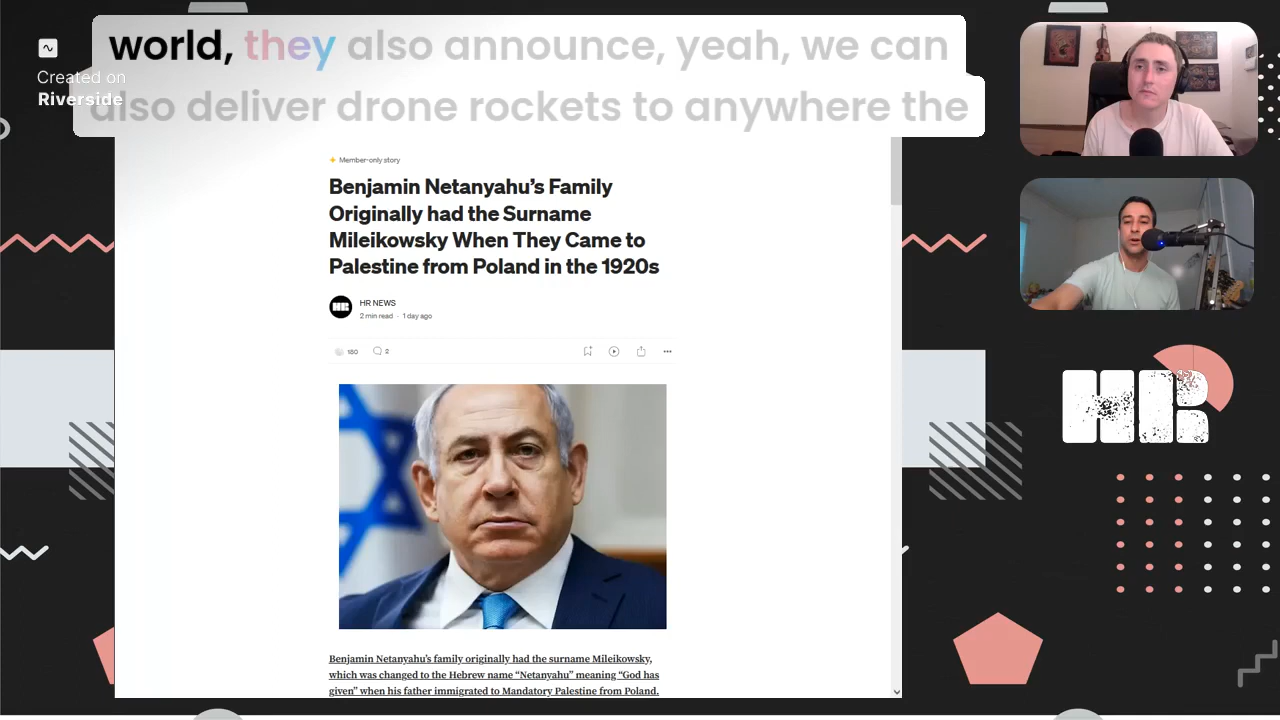 world, they also announce, yeah, we can
also deliver drone rockets to anywhere the
Created on
Riverside
Member-only story
Benjamin Netanyahu's Family
Originally had the Surname
Mileikowsky When They Came to
Palestine from Poland in the 1920s
HR
HR NEWS
2 min read · 1 day ago
180
2
Benjamin Netanyahu's family originally had the surname Mileikowsky,
which was changed to the Hebrew name "Netanyahu" meaning "God has
given" when his father immigrated to Mandatory Palestine from Poland.
HR